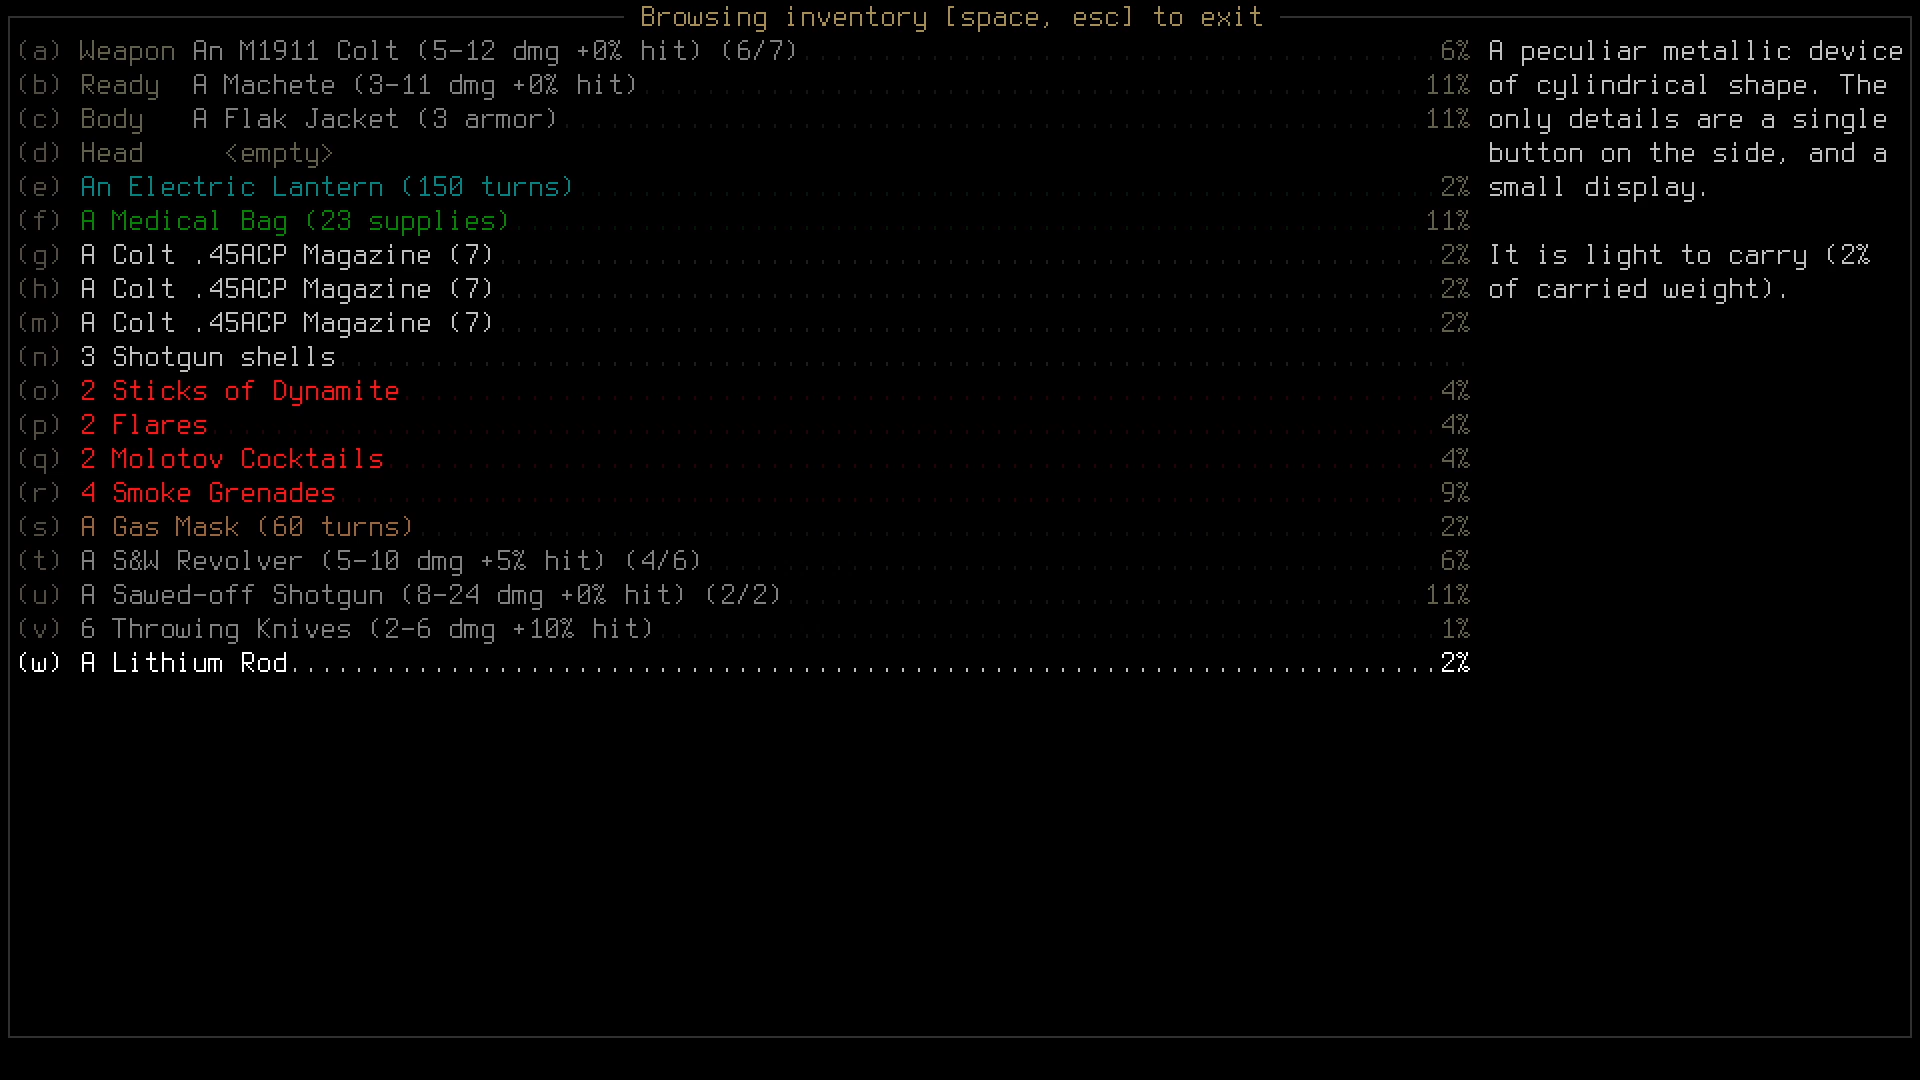 Browsing inventory [space, esc] to exit
(a) Weapon An M1911 Colt (5-12 dmg +0% hit) (6/7) 6%
(b) Ready A Machete (3-11 dmg +0% hit) 11%
(c) Body A Flak Jacket (3 armor) 11%
(d) Head <empty>
(e) An Electric Lantern (150 turns) 2%
(f) A Medical Bag (23 supplies) 11%
(g) A Colt .45ACP Magazine (7) 2%
(h) A Colt .45ACP Magazine (7) 2%
(m) A Colt .45ACP Magazine (7) 2%
(n) 3 Shotgun shells
(o) 2 Sticks of Dynamite 4%
(p) 2 Flares 4%
(q) 2 Molotov Cocktails 4%
(r) 4 Smoke Grenades 9%
(s) A Gas Mask (60 turns) 2%
(t) A S&W Revolver (5-10 dmg +5% hit) (4/6) 6%
(u) A Sawed-off Shotgun (8-24 dmg +0% hit) (2/2) 11%
(v) 6 Throwing Knives (2-6 dmg +10% hit) 1%
(w) A Lithium Rod 2%
A peculiar metallic device
of cylindrical shape. The
only details are a single
button on the side, and a
small display.
It is light to carry (2%
of carried weight).